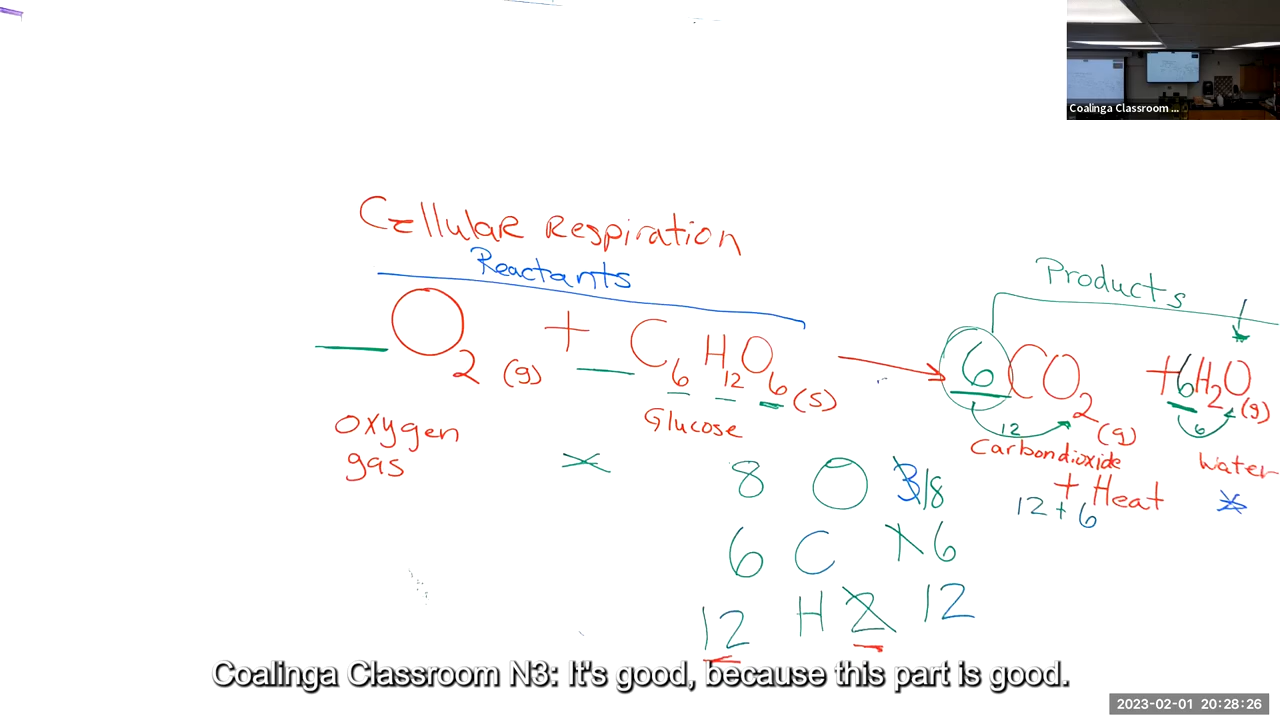 Coalinga Classroom ...
Cellular Respiration
Reactants
Products
O2 (g) + C6H12O6 (s) → 6CO2 (g) + 6H2O (g)
12
6
oxygen gas
Glucose
Carbondioxide
Water
+ Heat
12 + 6
8 O 3 18
6 C 1 6
12 H 2 12
Coalinga Classroom N3: It's good, because this part is good.
2023-02-01 20:28:26